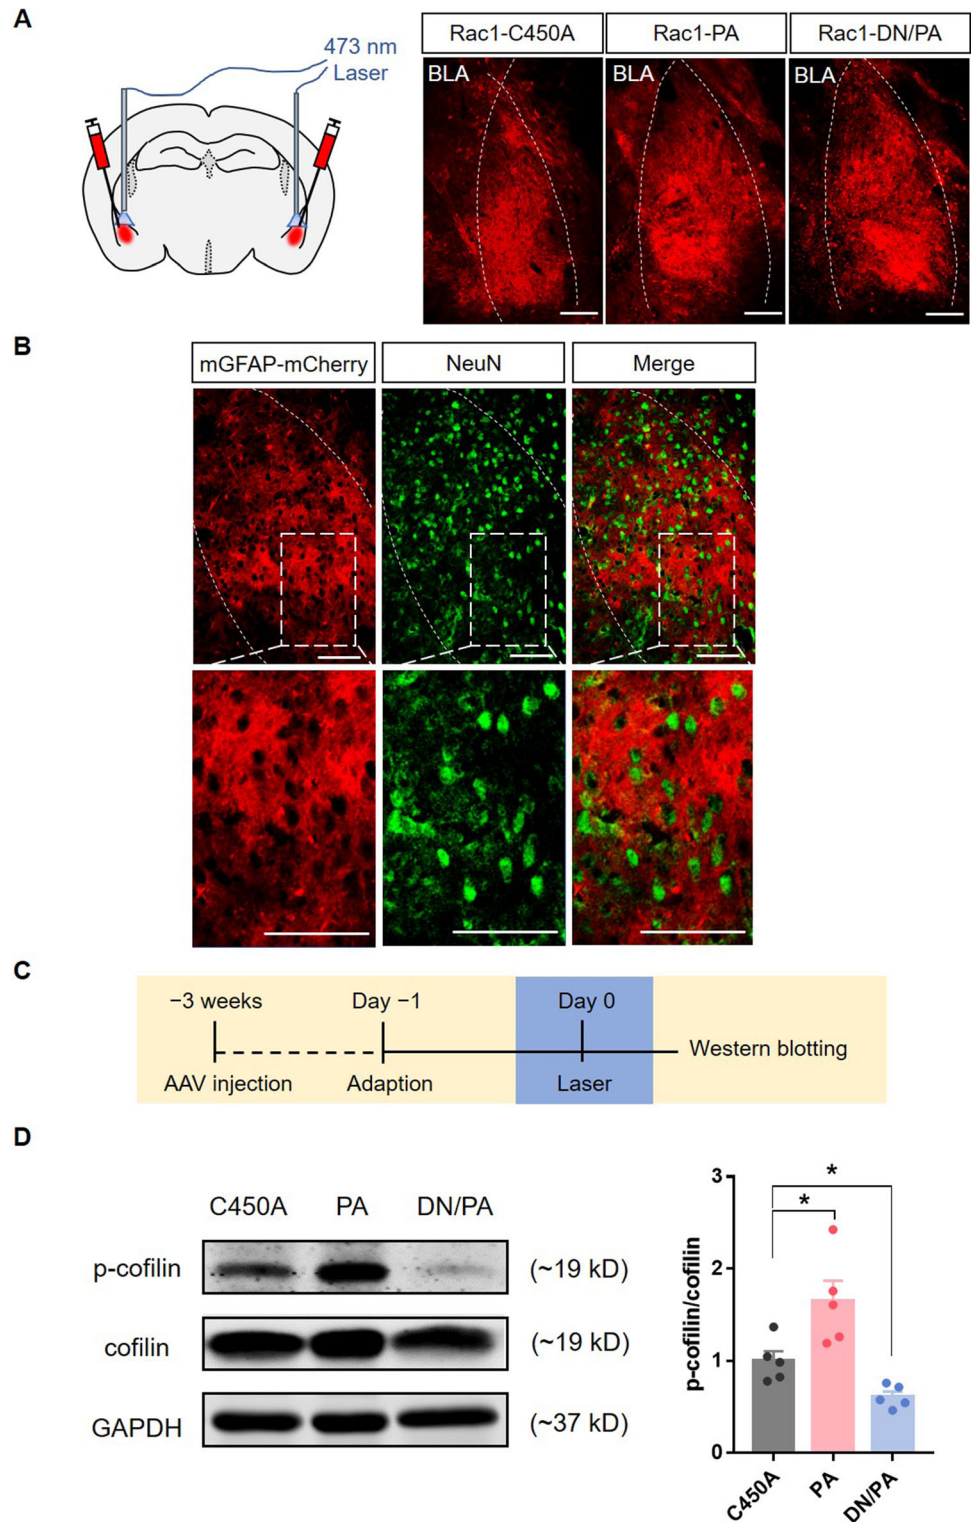 A
473 nm
Laser
Rac1-C450A
Rac1-PA
Rac1-DN/PA
BLA
BLA
BLA
B
mGFAP-mCherry
NeuN
Merge
C
−3 weeks
Day −1
Day 0
AAV injection
Adaption
Laser
Western blotting
D
C450A
PA
DN/PA
p-cofilin
(~19 kD)
cofilin
(~19 kD)
GAPDH
(~37 kD)
p-cofilin/cofilin
3
2
1
0
*
*
C450A
PA
DN/PA